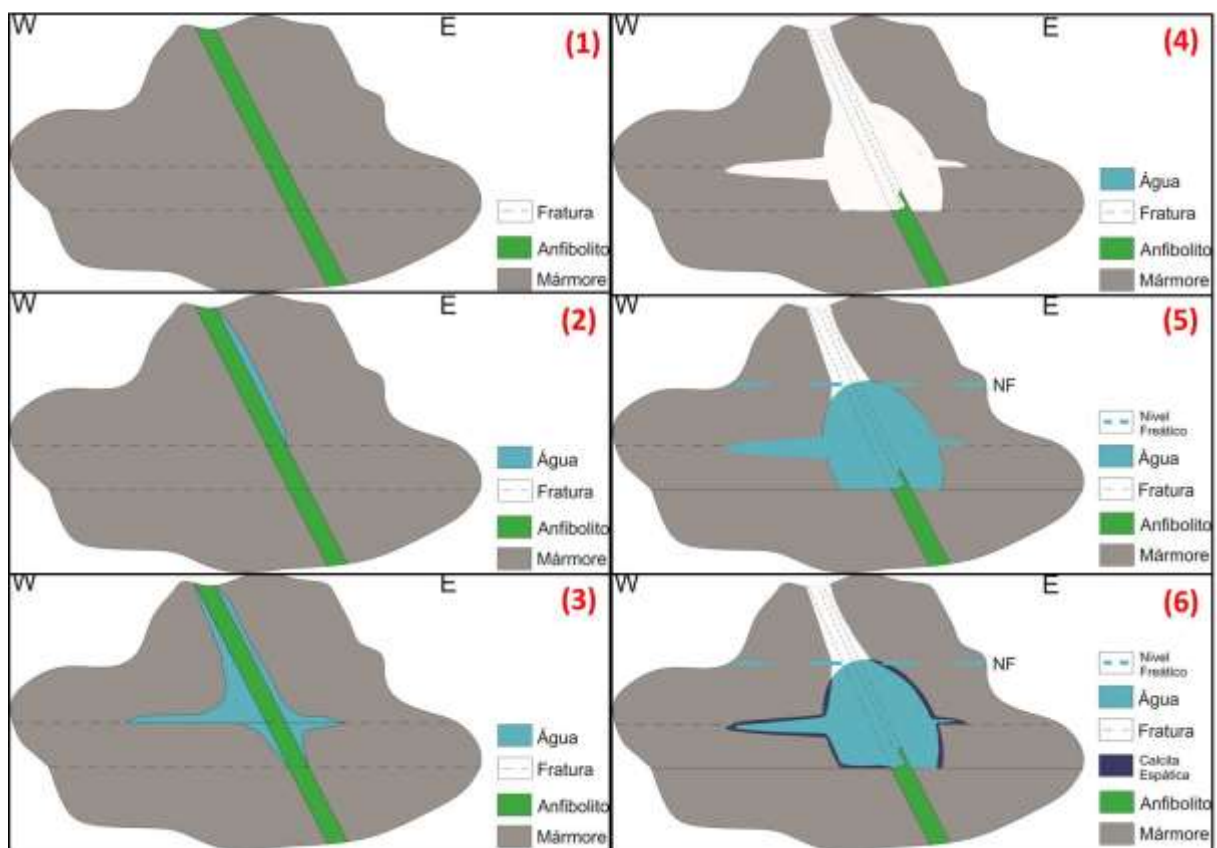 W
E
(1)
Fratura
Anfibolito
Mármore
W
E
(2)
Água
Fratura
Anfibolito
Mármore
W
E
(3)
Água
Fratura
Anfibolito
Mármore
W
E
(4)
Água
Fratura
Anfibolito
Mármore
W
E
(5)
NF
Nível
Freático
Água
Fratura
Anfibolito
Mármore
W
E
(6)
NF
Nível
Freático
Água
Fratura
Calcita
Espática
Anfibolito
Mármore